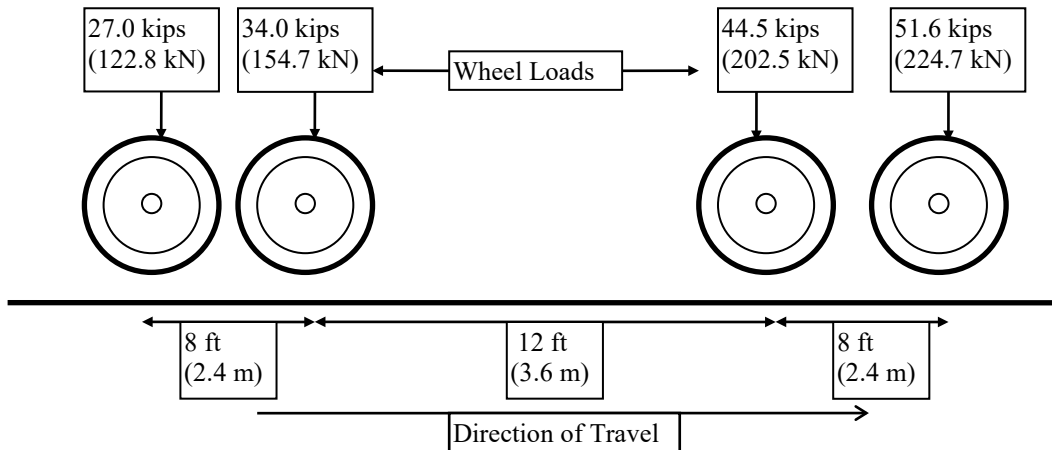 27.0 kips
(122.8 kN)
34.0 kips
(154.7 kN)
Wheel Loads
44.5 kips
(202.5 kN)
51.6 kips
(224.7 kN)
8 ft
(2.4 m)
12 ft
(3.6 m)
8 ft
(2.4 m)
Direction of Travel